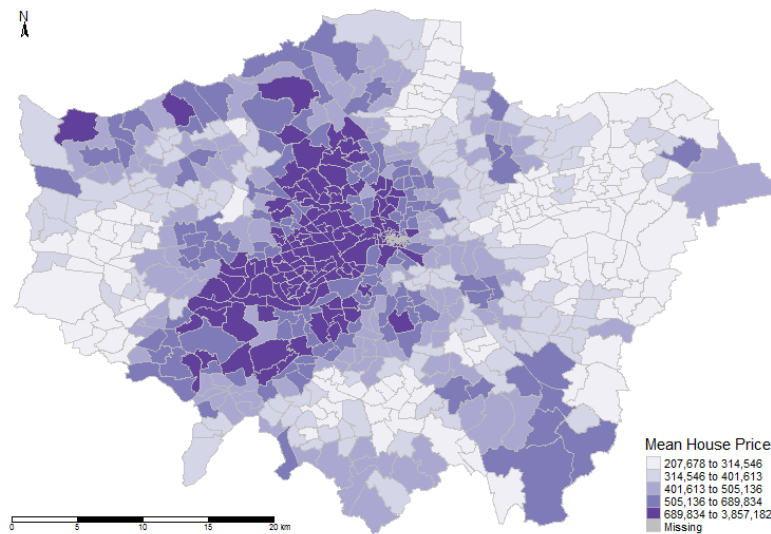 N
Mean House Price
207,678 to 314,546
314,546 to 401,613
401,613 to 505,136
505,136 to 689,834
689,834 to 3,857,182
Missing
0 5 10 15 20 km